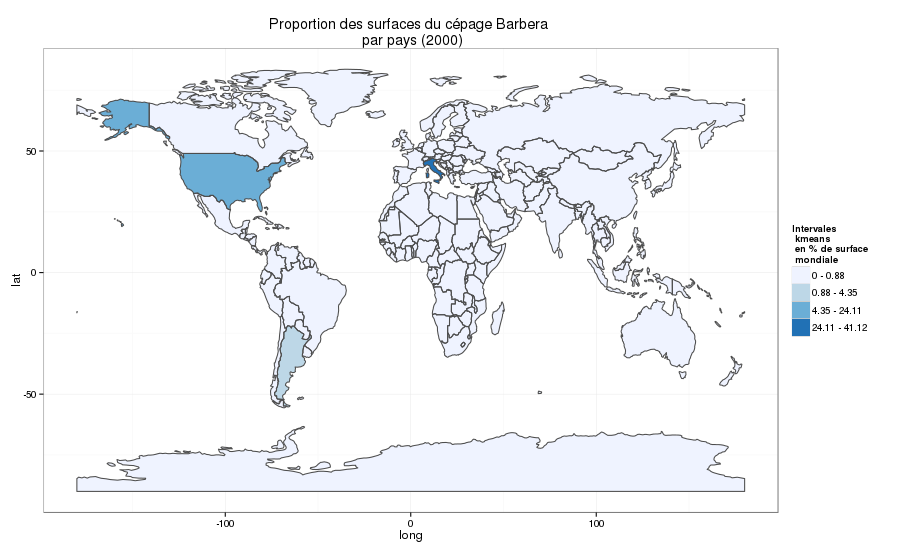 Proportion des surfaces du cépage Barbera
par pays (2000)
50
0
-50
lat
-100
0
100
long
Intervales
kmeans
en % de surface
mondiale
0 - 0.88
0.88 - 4.35
4.35 - 24.11
24.11 - 41.12